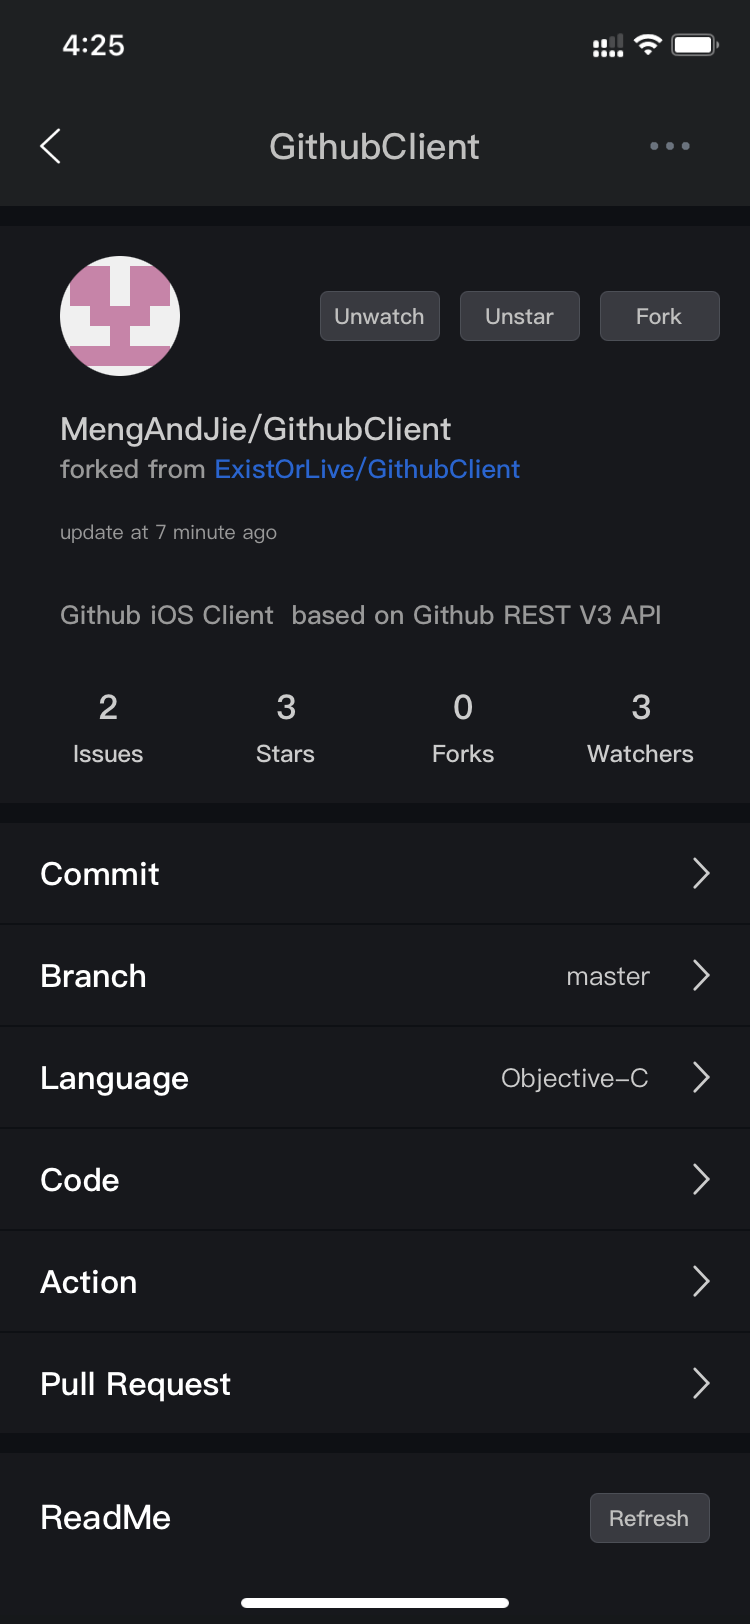 4:25
GithubClient
Unwatch Unstar Fork
MengAndJie/GithubClient
forked from ExistOrLive/GithubClient
update at 7 minute ago
Github iOS Client  based on Github REST V3 API
2 3 0 3
Issues Stars Forks Watchers
Commit
Branch master
Language Objective-C
Code
Action
Pull Request
ReadMe Refresh